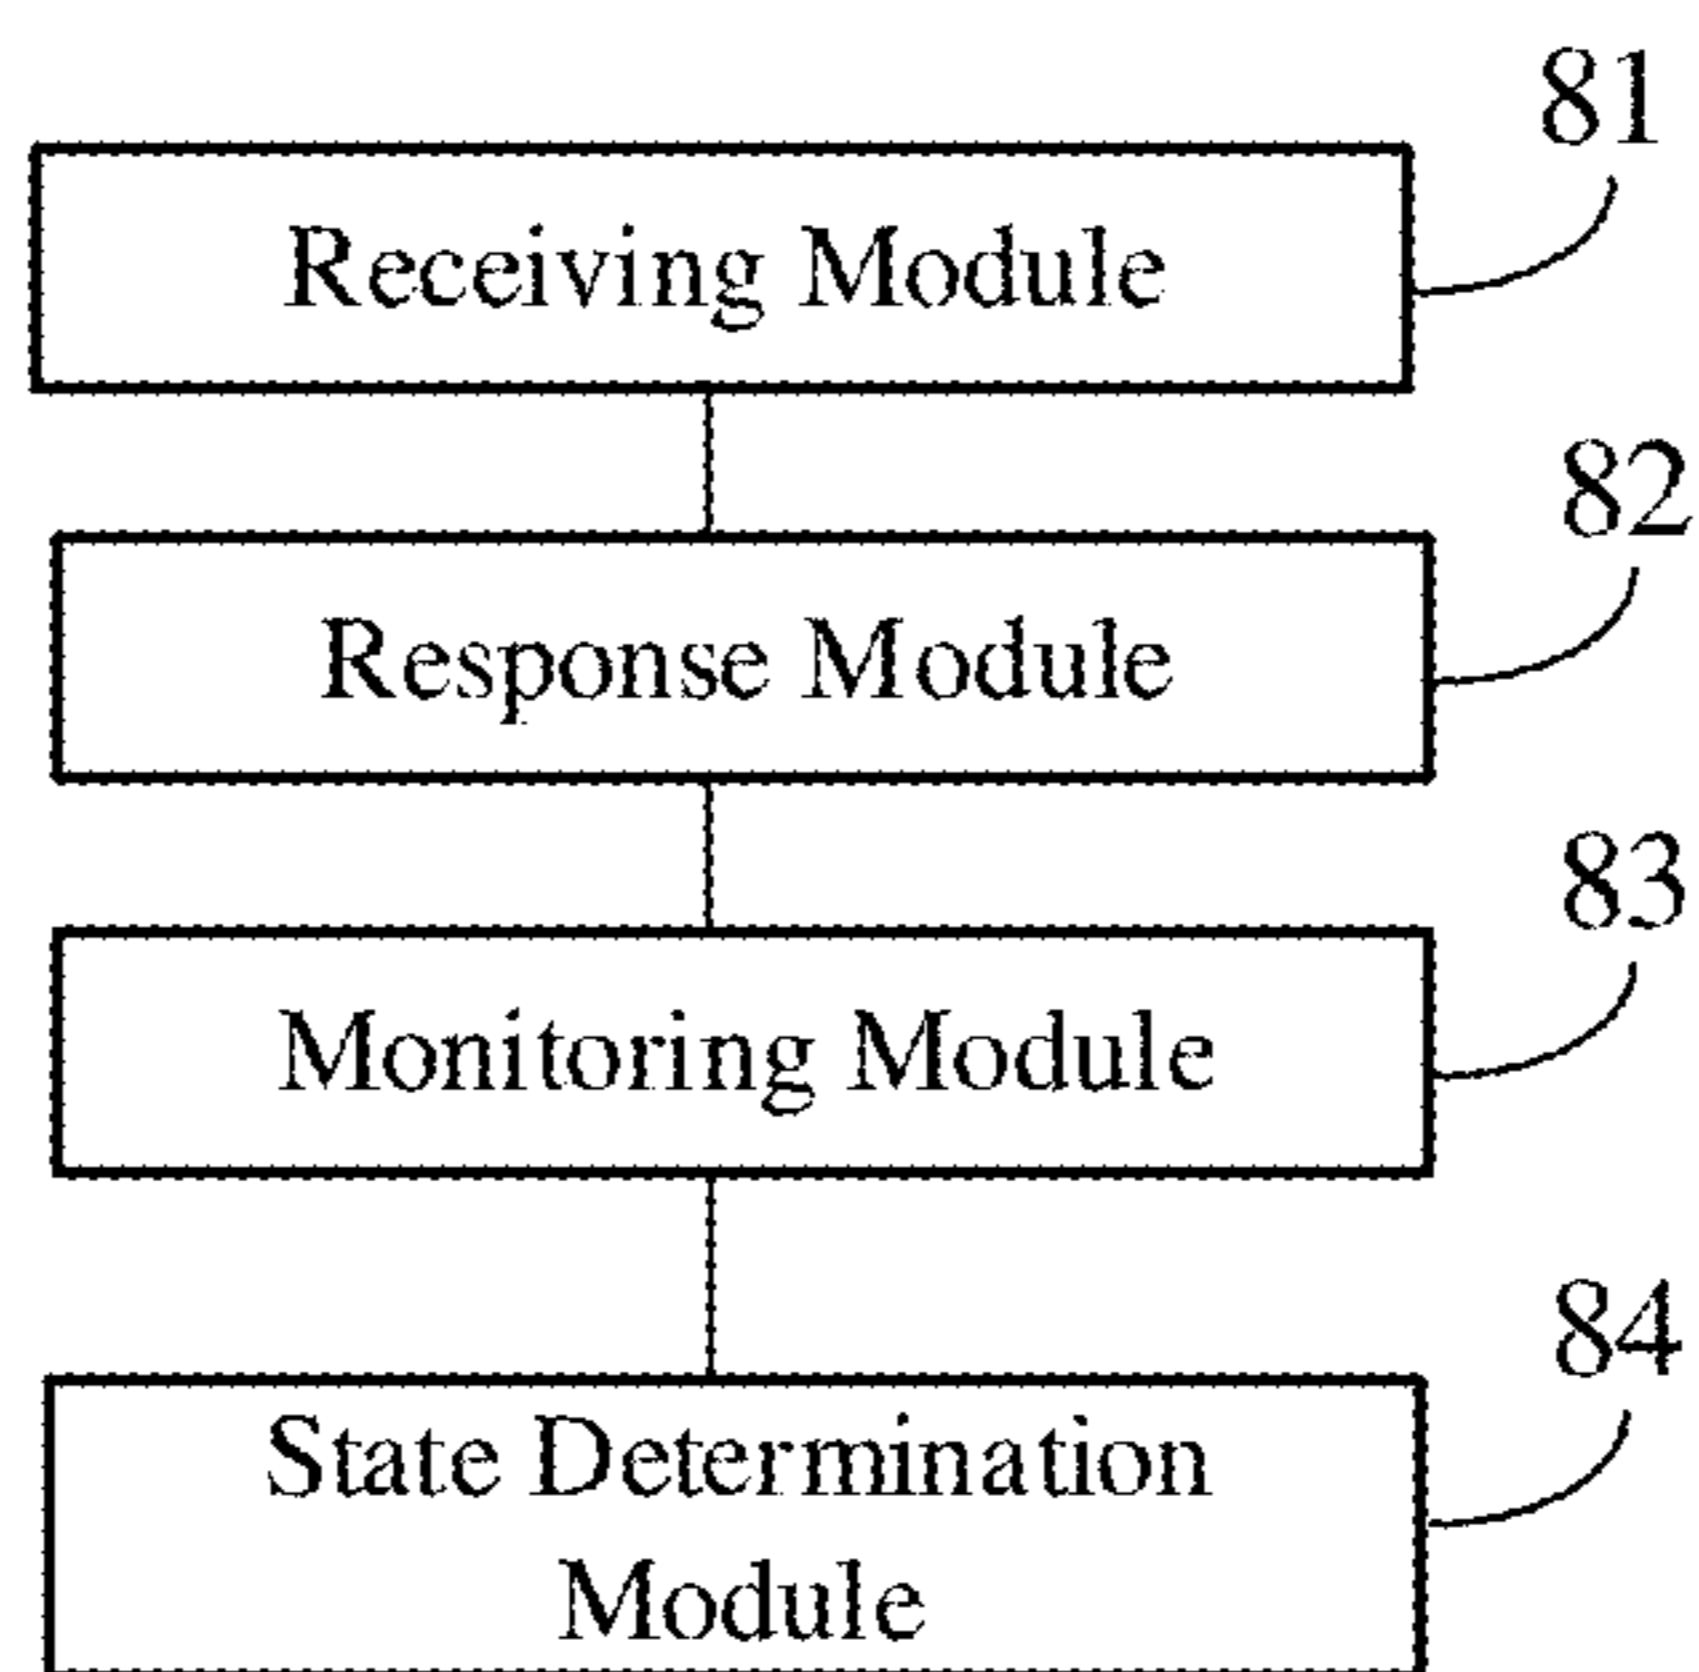 81
Receiving Module
82
Response Module
83
Monitoring Module
84
State Determination
Module